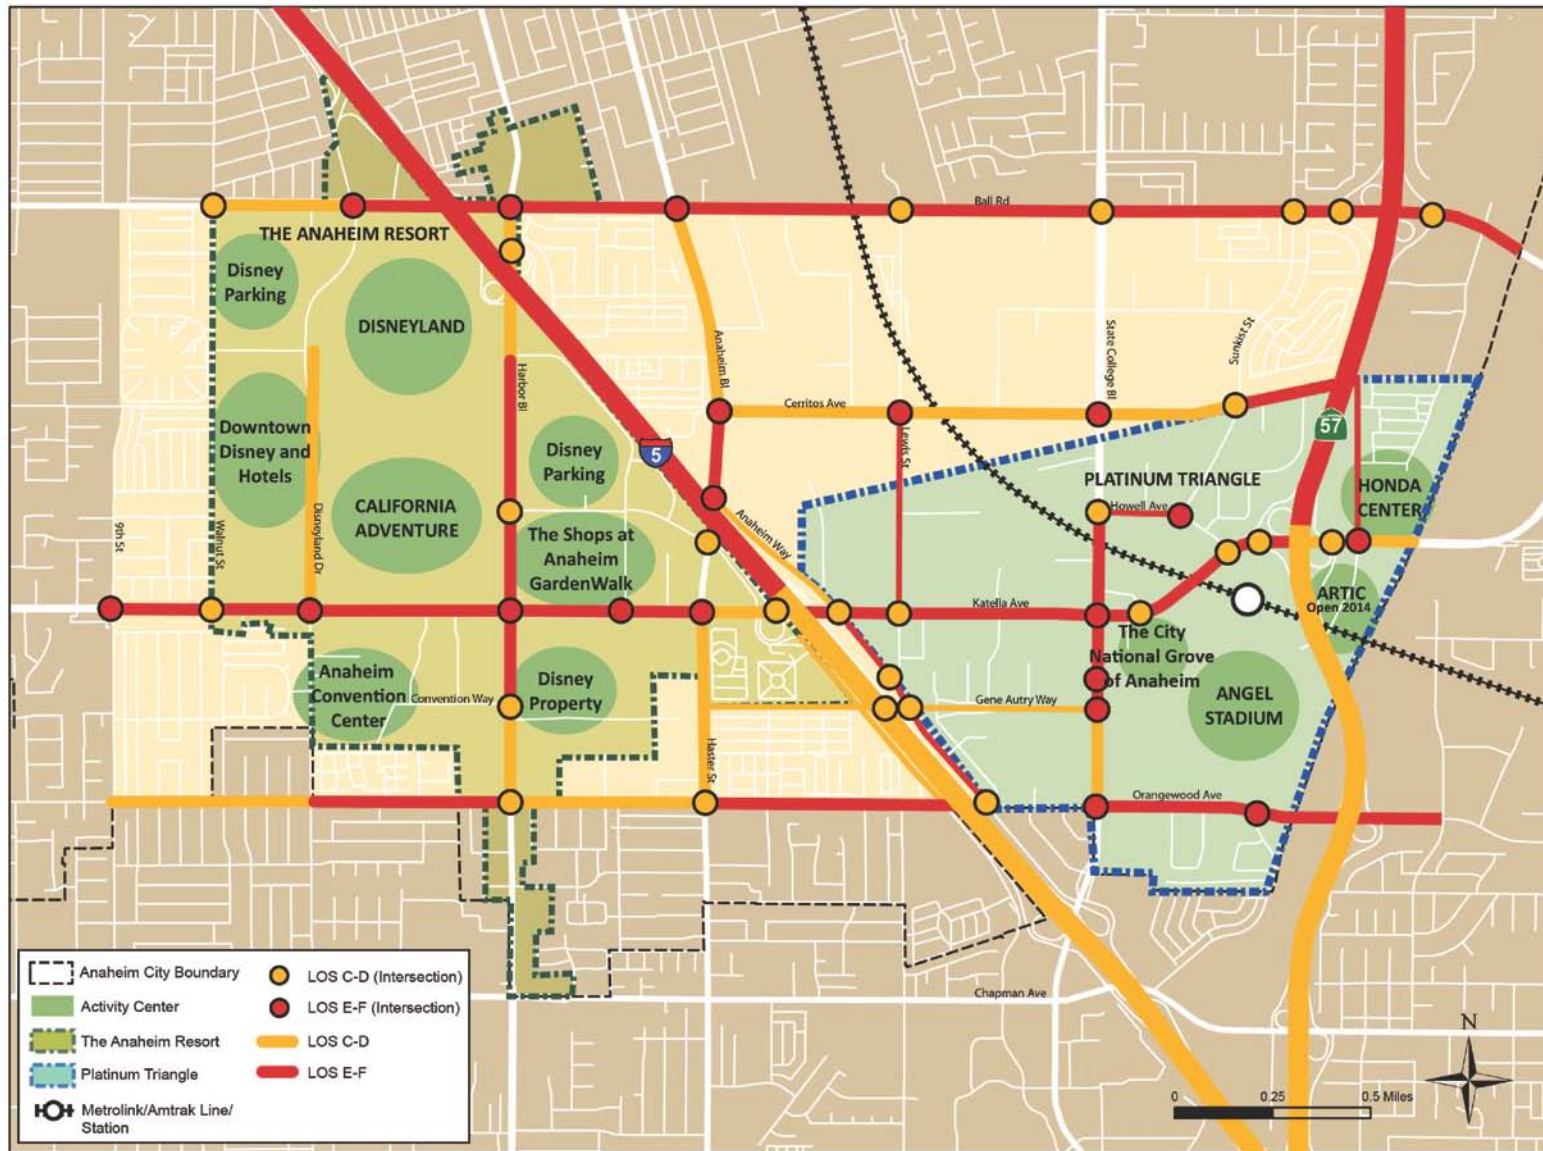 Ball Rd
THE ANAHEIM RESORT
Disney
Parking
DISNEYLAND
Anaheim Bl
State College Bl
Sunkist St
Harbor Bl
Cerritos Ave
57
5
Downtown
Disney and
Hotels
Disney
Parking
Lewis St
PLATINUM TRIANGLE
HONDA
CENTER
CALIFORNIA
ADVENTURE
Howell Ave
9th St
Walnut St
Disneyland Dr
The Shops at
Anaheim
GardenWalk
Anaheim Way
Katella Ave
ARTIC
Open 2014
The City
National Grove
of Anaheim
Anaheim
Convention
Center
Convention Way
Disney
Property
Gene Autry Way
ANGEL
STADIUM
Haster St
Orangewood Ave
Chapman Ave
Anaheim City Boundary
Activity Center
The Anaheim Resort
Platinum Triangle
Metrolink/Amtrak Line/
Station
LOS C-D (Intersection)
LOS E-F (Intersection)
LOS C-D
LOS E-F
N
0 0.25 0.5 Miles